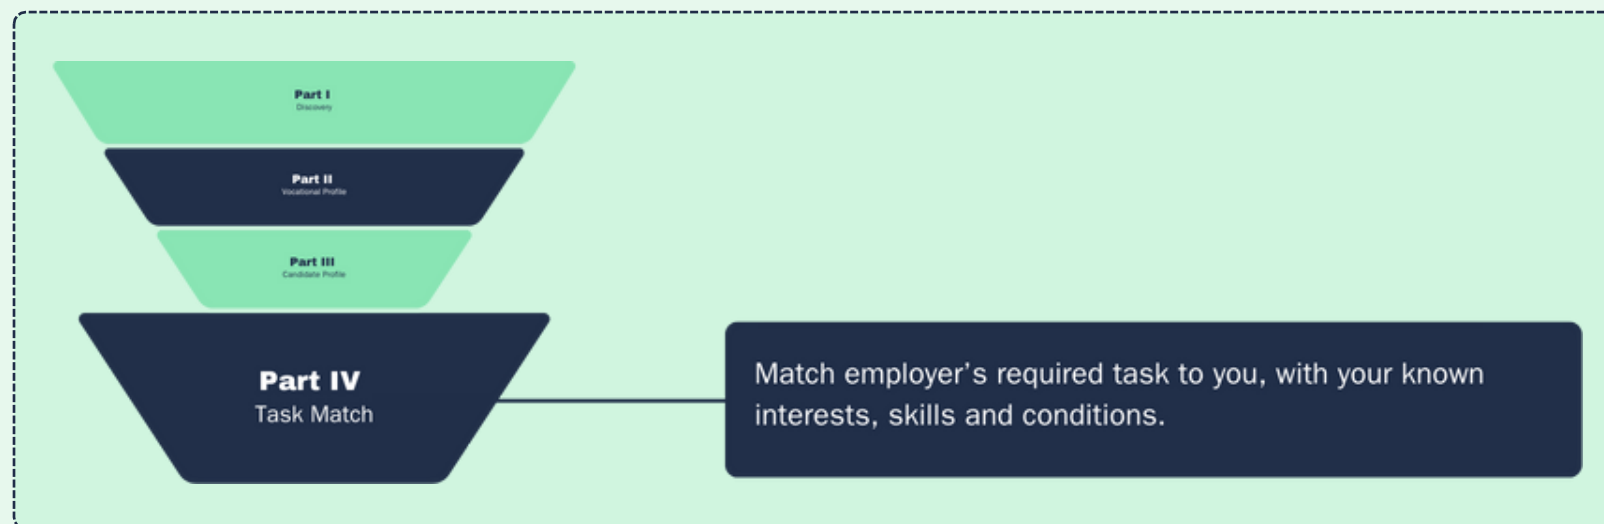 Part I
Discovery
Part II
Vocational Profile
Part III
Candidate Profile
Part IV
Task Match
Match employer’s required task to you, with your known
interests, skills and conditions.